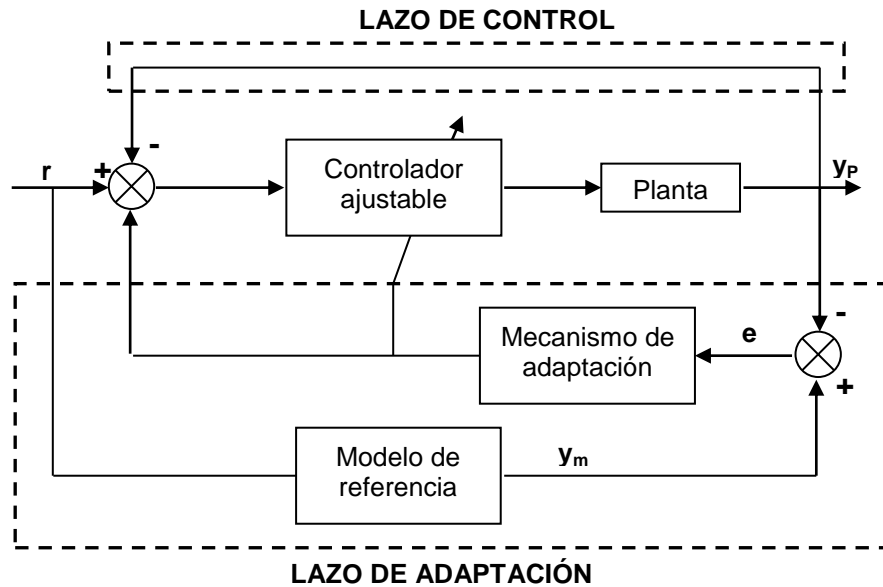 LAZO DE CONTROL
-
r
+
Controlador
ajustable
Planta
yP
-
Mecanismo de
adaptación
e
+
Modelo de
referencia
ym
LAZO DE ADAPTACIÓN